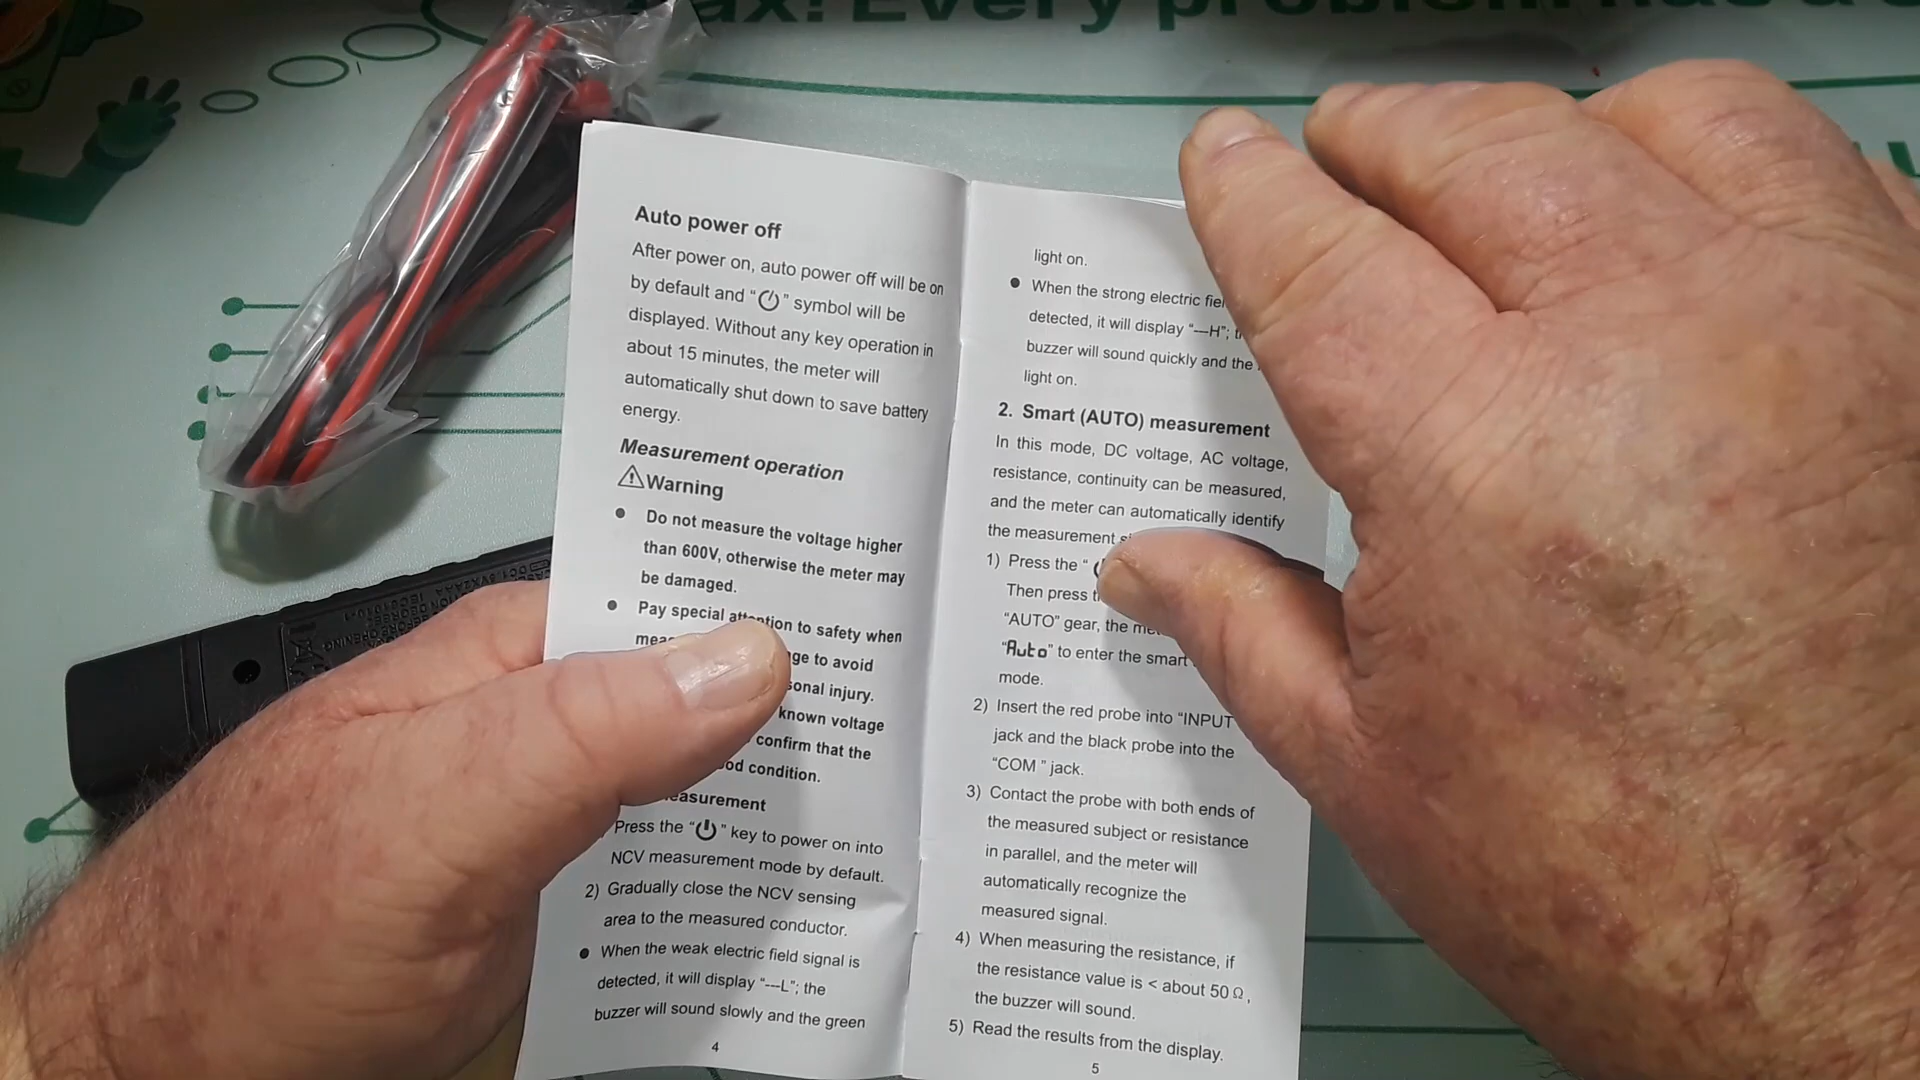 ax! Every problem has a s
Auto power off
After power on, auto power off will be on
by default and “⏻” symbol will be
displayed. Without any key operation in
about 15 minutes, the meter will
automatically shut down to save battery
energy.
Measurement operation
⚠Warning
● Do not measure the voltage higher
than 600V, otherwise the meter may
be damaged.
● Pay special attention to safety when
mea ge to avoid
sonal injury.
known voltage
confirm that the
od condition.
easurement
Press the “⏻” key to power on into
NCV measurement mode by default.
2) Gradually close the NCV sensing
area to the measured conductor.
● When the weak electric field signal is
detected, it will display “---L”; the
buzzer will sound slowly and the green
4
light on.
● When the strong electric fiel
detected, it will display “---H”; t
buzzer will sound quickly and the
light on.
2. Smart (AUTO) measurement
In this mode, DC voltage, AC voltage,
resistance, continuity can be measured,
and the meter can automatically identify
the measurement s
1) Press the “
Then press t
“AUTO” gear, the me
“Auto” to enter the smart
mode.
2) Insert the red probe into “INPUT
jack and the black probe into the
“COM ” jack.
3) Contact the probe with both ends of
the measured subject or resistance
in parallel, and the meter will
automatically recognize the
measured signal.
4) When measuring the resistance, if
the resistance value is < about 50 Ω,
the buzzer will sound.
5) Read the results from the display.
5